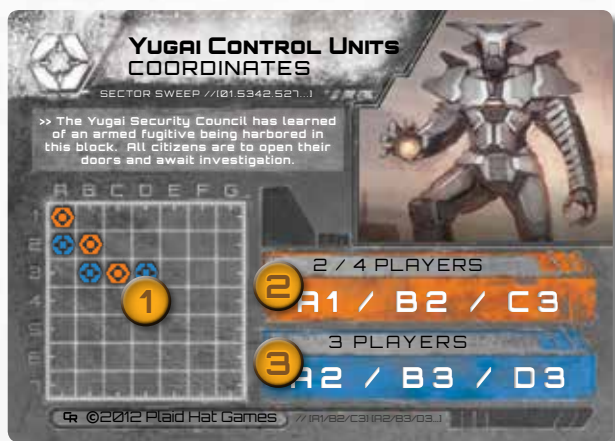 Yugai Control Units
COORDINATES
SECTOR SWEEP //[01.5342.527...]
>> The Yugai Security Council has learned
of an armed fugitive being harbored in
this block. All citizens are to open their
doors and await investigation.
A B C D E F G
1
2
3
4
5
6
7
1
2 / 4 PLAYERS
2
A1 / B2 / C3
3 PLAYERS
3
A2 / B3 / D3
©2012 Plaid Hat Games
// [A1/B2/C3][A2/B3/D3...]